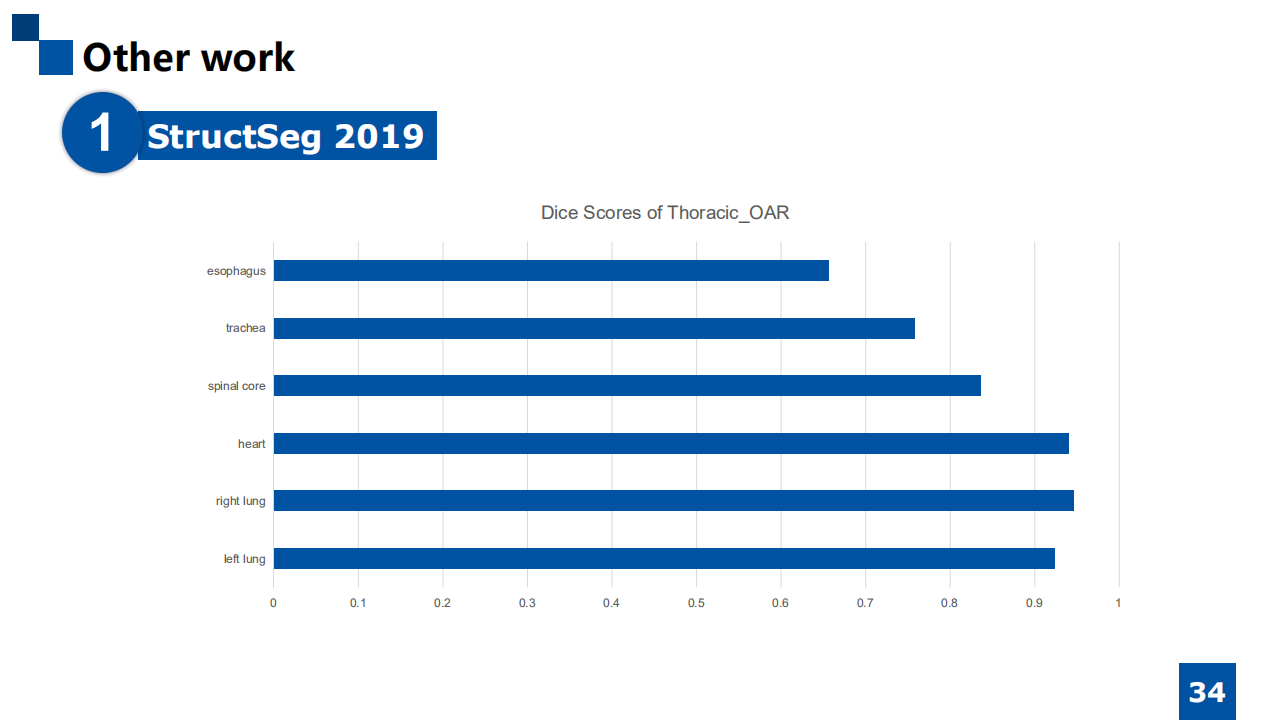 Other work
1
StructSeg 2019
Dice Scores of Thoracic_OAR
esophagus
trachea
spinal core
heart
right lung
left lung
0 0.1 0.2 0.3 0.4 0.5 0.6 0.7 0.8 0.9 1
34